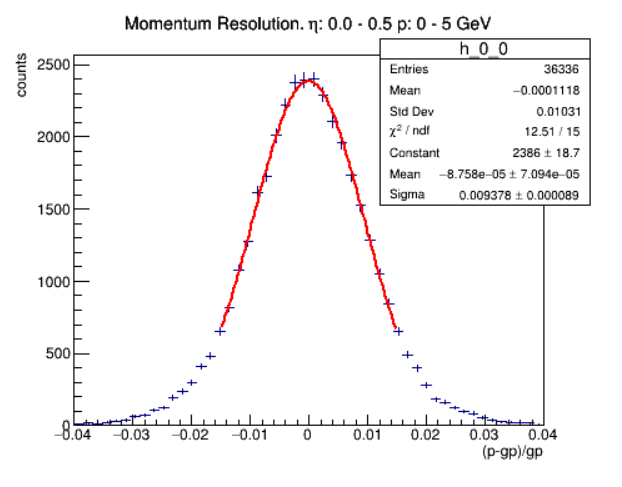 Momentum Resolution. η: 0.0 - 0.5 p: 0 - 5 GeV
h_0_0
Entries 36336
Mean −0.0001118
Std Dev 0.01031
χ² / ndf 12.51 / 15
Constant 2386 ± 18.7
Mean −8.758e−05 ± 7.094e−05
Sigma 0.009378 ± 0.000089
counts
2500
2000
1500
1000
500
0
−0.04 −0.03 −0.02 −0.01 0 0.01 0.02 0.03 0.04
(p-gp)/gp